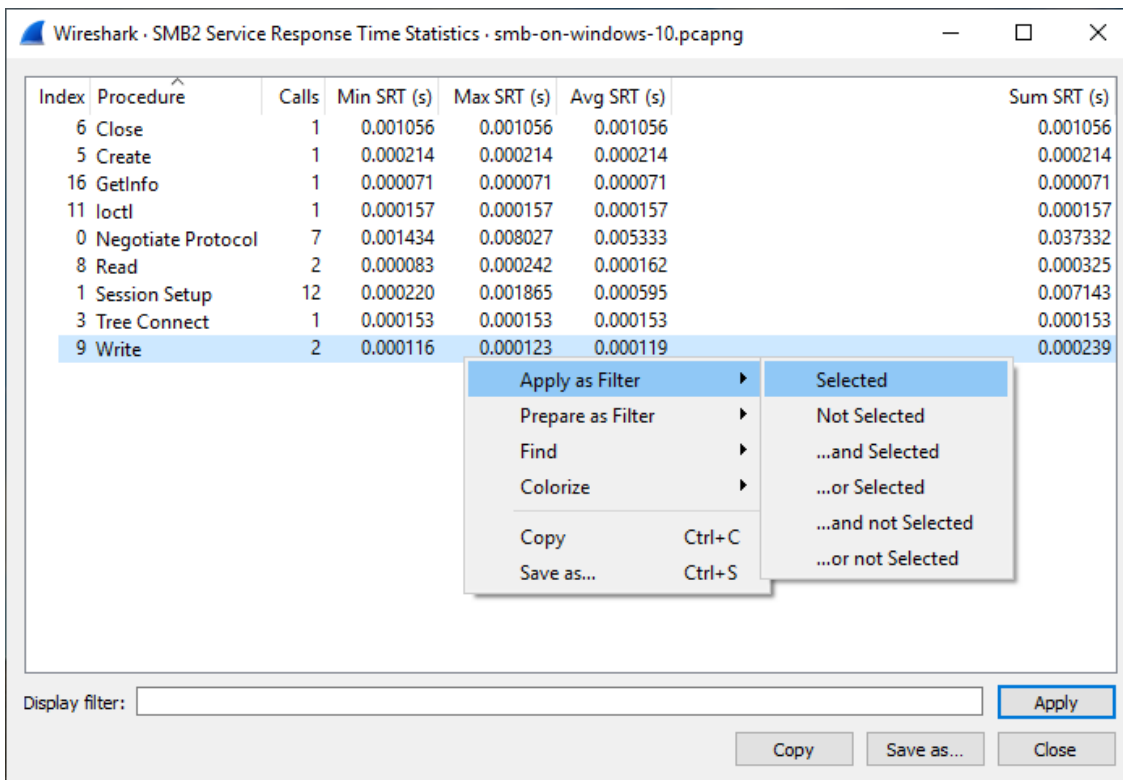 Wireshark · SMB2 Service Response Time Statistics · smb-on-windows-10.pcapng
Index Procedure Calls Min SRT (s) Max SRT (s) Avg SRT (s) Sum SRT (s)
6 Close 1 0.001056 0.001056 0.001056 0.001056
5 Create 1 0.000214 0.000214 0.000214 0.000214
16 GetInfo 1 0.000071 0.000071 0.000071 0.000071
11 Ioctl 1 0.000157 0.000157 0.000157 0.000157
0 Negotiate Protocol 7 0.001434 0.008027 0.005333 0.037332
8 Read 2 0.000083 0.000242 0.000162 0.000325
1 Session Setup 12 0.000220 0.001865 0.000595 0.007143
3 Tree Connect 1 0.000153 0.000153 0.000153 0.000153
9 Write 2 0.000116 0.000123 0.000119 0.000239
Apply as Filter
Prepare as Filter
Find
Colorize
Copy Ctrl+C
Save as... Ctrl+S
Selected
Not Selected
...and Selected
...or Selected
...and not Selected
...or not Selected
Display filter: Apply
Copy Save as... Close